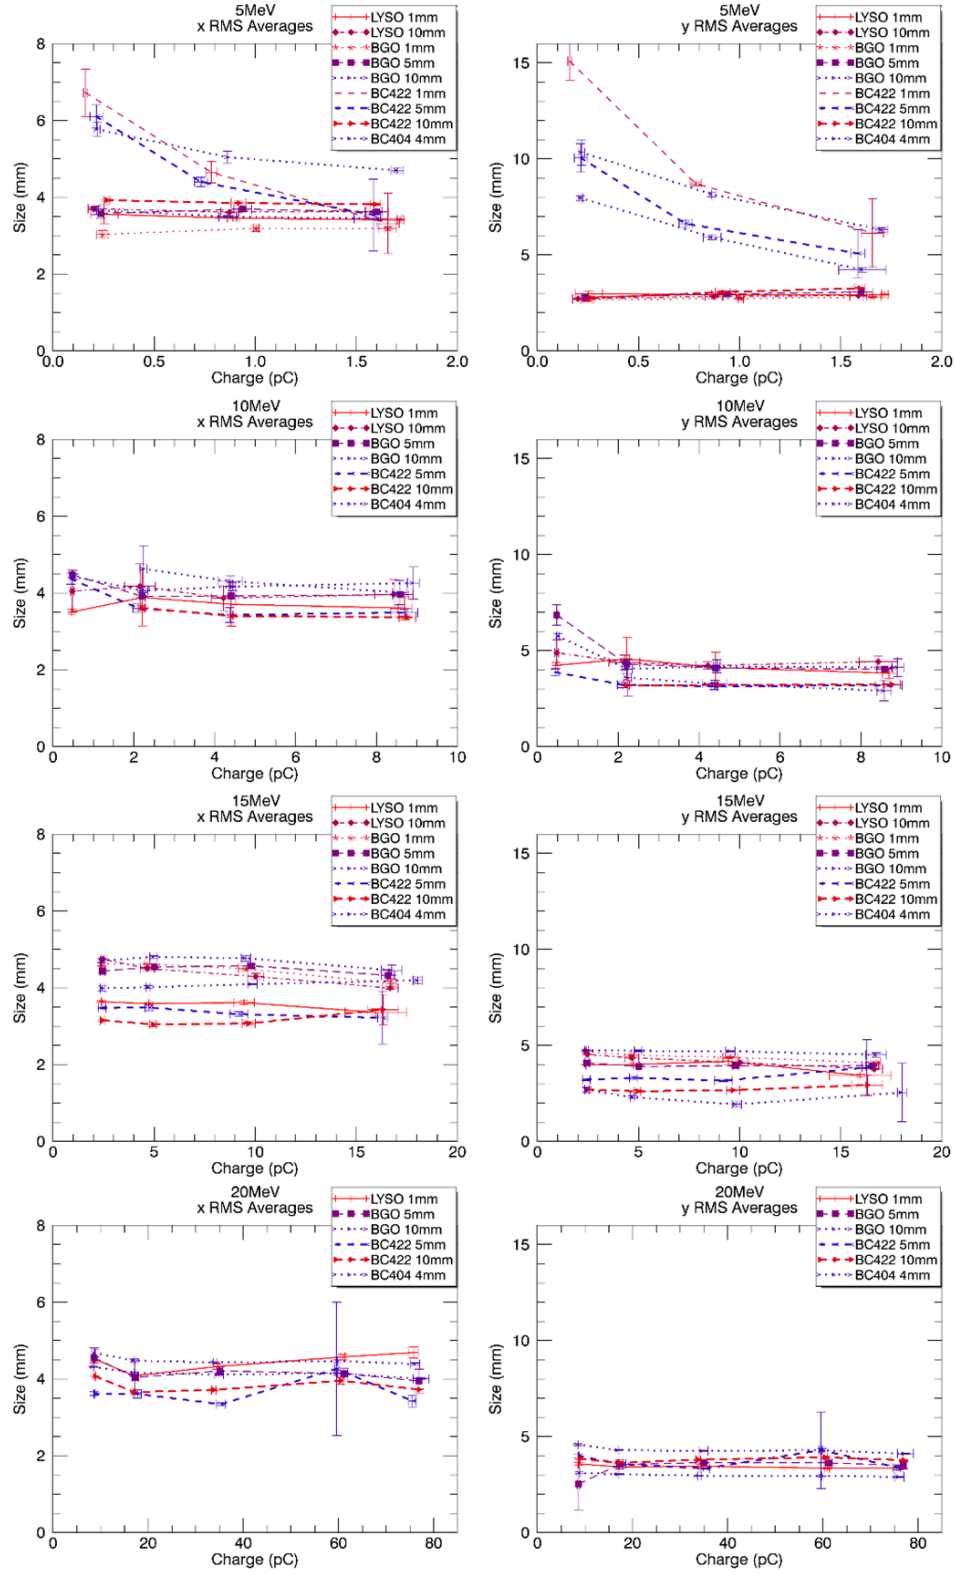 5MeV
x RMS Averages
LYSO 1mm
LYSO 10mm
BGO 1mm
BGO 5mm
BGO 10mm
BC422 1mm
BC422 5mm
BC422 10mm
BC404 4mm
8
6
4
2
0
Size (mm)
0.0 0.5 1.0 1.5 2.0
Charge (pC)
5MeV
y RMS Averages
LYSO 1mm
LYSO 10mm
BGO 1mm
BGO 5mm
BGO 10mm
BC422 1mm
BC422 5mm
BC422 10mm
BC404 4mm
15
10
5
0
Size (mm)
0.0 0.5 1.0 1.5 2.0
Charge (pC)
10MeV
x RMS Averages
LYSO 1mm
LYSO 10mm
BGO 5mm
BGO 10mm
BC422 5mm
BC422 10mm
BC404 4mm
8
6
4
2
0
Size (mm)
0 2 4 6 8 10
Charge (pC)
10MeV
y RMS Averages
LYSO 1mm
LYSO 10mm
BGO 5mm
BGO 10mm
BC422 5mm
BC422 10mm
BC404 4mm
15
10
5
0
Size (mm)
0 2 4 6 8 10
Charge (pC)
15MeV
x RMS Averages
LYSO 1mm
LYSO 10mm
BGO 1mm
BGO 5mm
BGO 10mm
BC422 5mm
BC422 10mm
BC404 4mm
8
6
4
2
0
Size (mm)
0 5 10 15 20
Charge (pC)
15MeV
y RMS Averages
LYSO 1mm
LYSO 10mm
BGO 1mm
BGO 5mm
BGO 10mm
BC422 5mm
BC422 10mm
BC404 4mm
15
10
5
0
Size (mm)
0 5 10 15 20
Charge (pC)
20MeV
x RMS Averages
LYSO 1mm
BGO 5mm
BGO 10mm
BC422 5mm
BC422 10mm
BC404 4mm
8
6
4
2
0
Size (mm)
0 20 40 60 80
Charge (pC)
20MeV
y RMS Averages
LYSO 1mm
BGO 5mm
BGO 10mm
BC422 5mm
BC422 10mm
BC404 4mm
15
10
5
0
Size (mm)
0 20 40 60 80
Charge (pC)